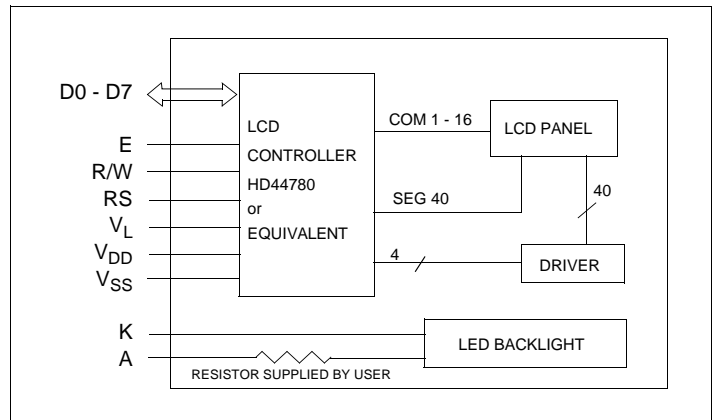 D0 - D7
E
R/W
RS
VL
VDD
VSS
K
A
LCD
CONTROLLER
HD44780
or
EQUIVALENT
COM 1 - 16
SEG 40
4
LCD PANEL
40
DRIVER
LED BACKLIGHT
RESISTOR SUPPLIED BY USER